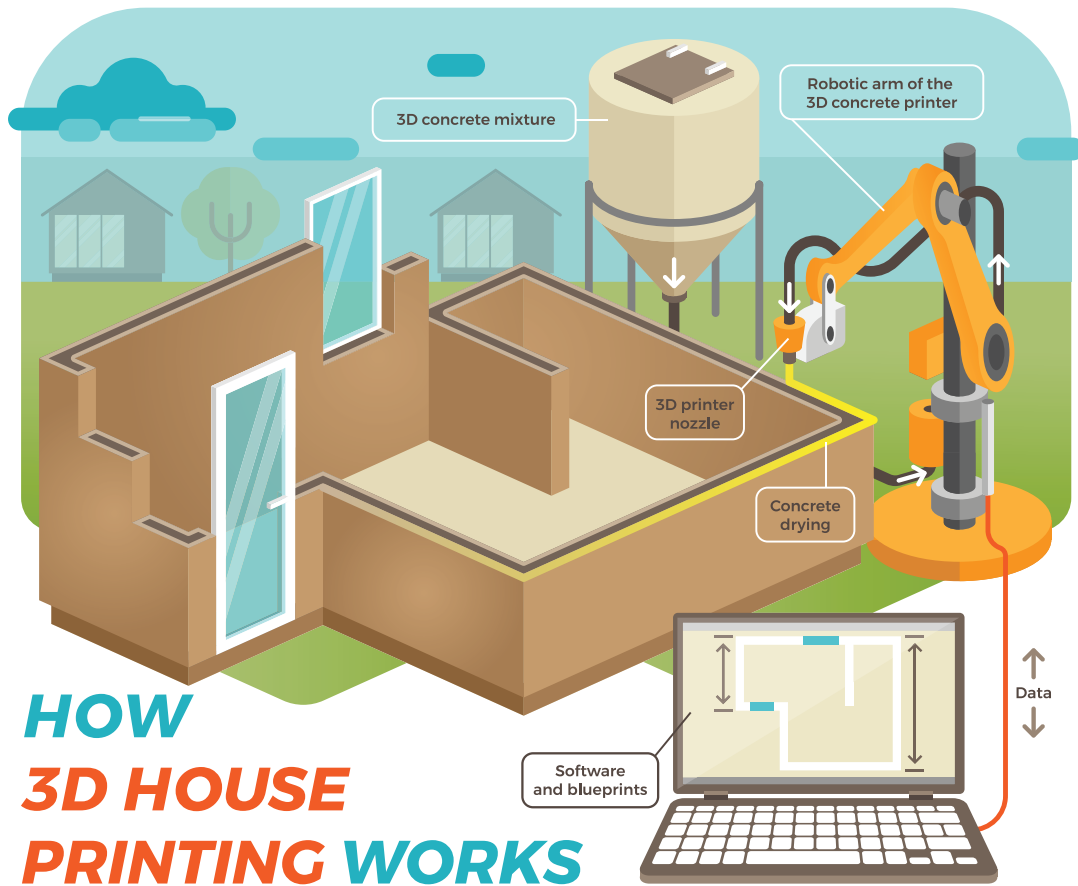 Robotic arm of the
3D concrete printer
3D concrete mixture
3D printer
nozzle
Concrete
drying
Data
Software
and blueprints
HOW
3D HOUSE
PRINTING WORKS